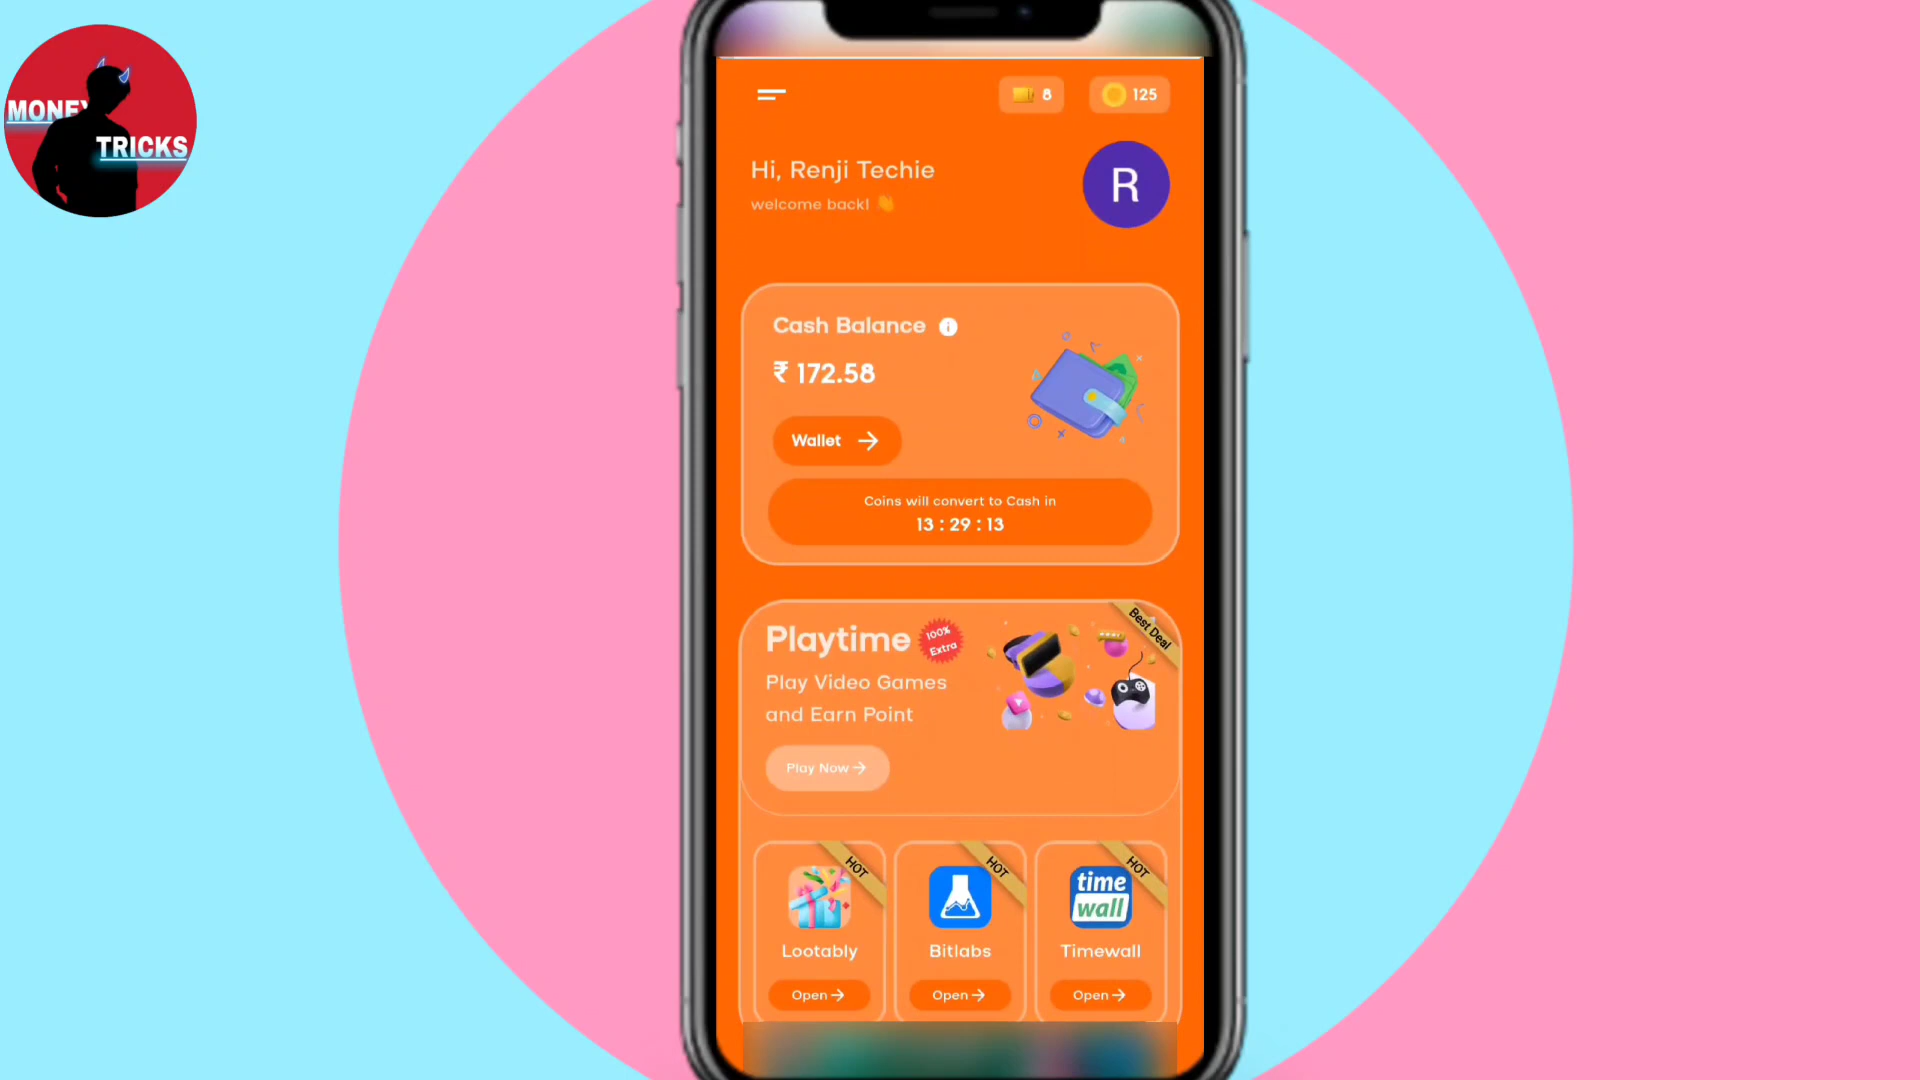 MONEY
TRICKS
8
125
Hi, Renji Techie
R
welcome back! 👋
Cash Balance
₹ 172.58
Wallet →
Coins will convert to Cash in
13 : 29 : 13
Best Deal
Playtime
100%
Extra
Play Video Games
and Earn Point
Play Now →
HOT
HOT
HOT
time
wall
Lootably
Bitlabs
Timewall
Open →
Open →
Open →